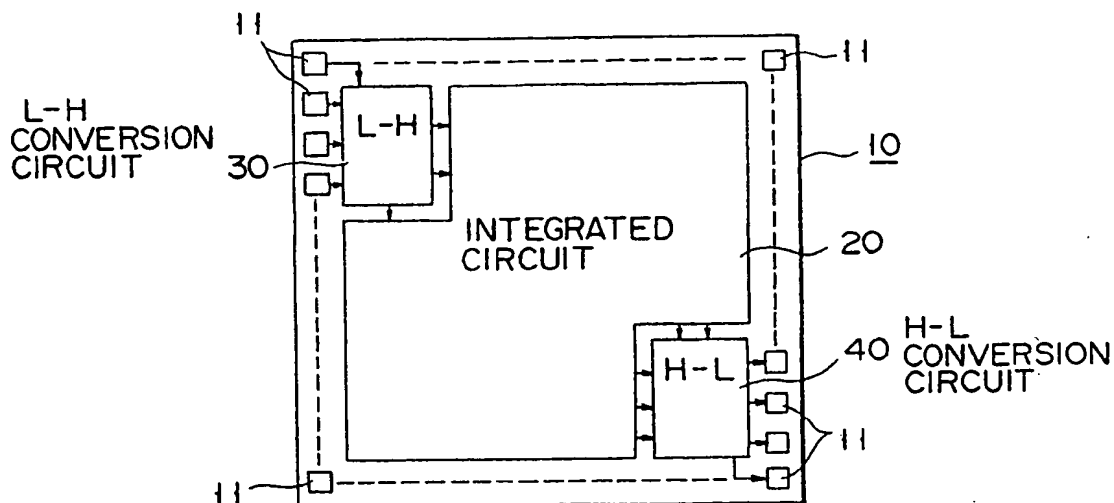 11
11
L-H
CONVERSION
CIRCUIT
L-H
30
10
INTEGRATED
CIRCUIT
20
H-L
40
H-L
CONVERSION
CIRCUIT
11
11